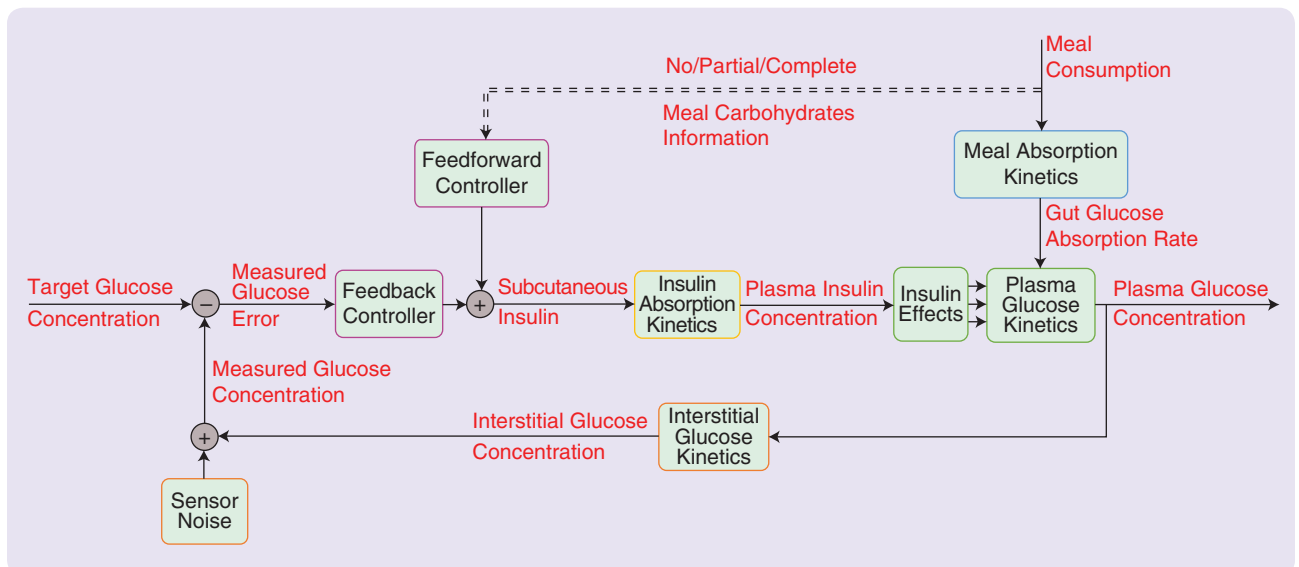 Meal
Consumption
No/Partial/Complete
Meal Carbohydrates
Information
Feedforward
Controller
Meal Absorption
Kinetics
Gut Glucose
Absorption Rate
Target Glucose
Concentration
−
Measured
Glucose
Error
Feedback
Controller
+
Subcutaneous
Insulin
Insulin
Absorption
Kinetics
Plasma Insulin
Concentration
Insulin
Effects
Plasma
Glucose
Kinetics
Plasma Glucose
Concentration
Measured Glucose
Concentration
Interstitial Glucose
Concentration
Interstitial
Glucose
Kinetics
+
Sensor
Noise